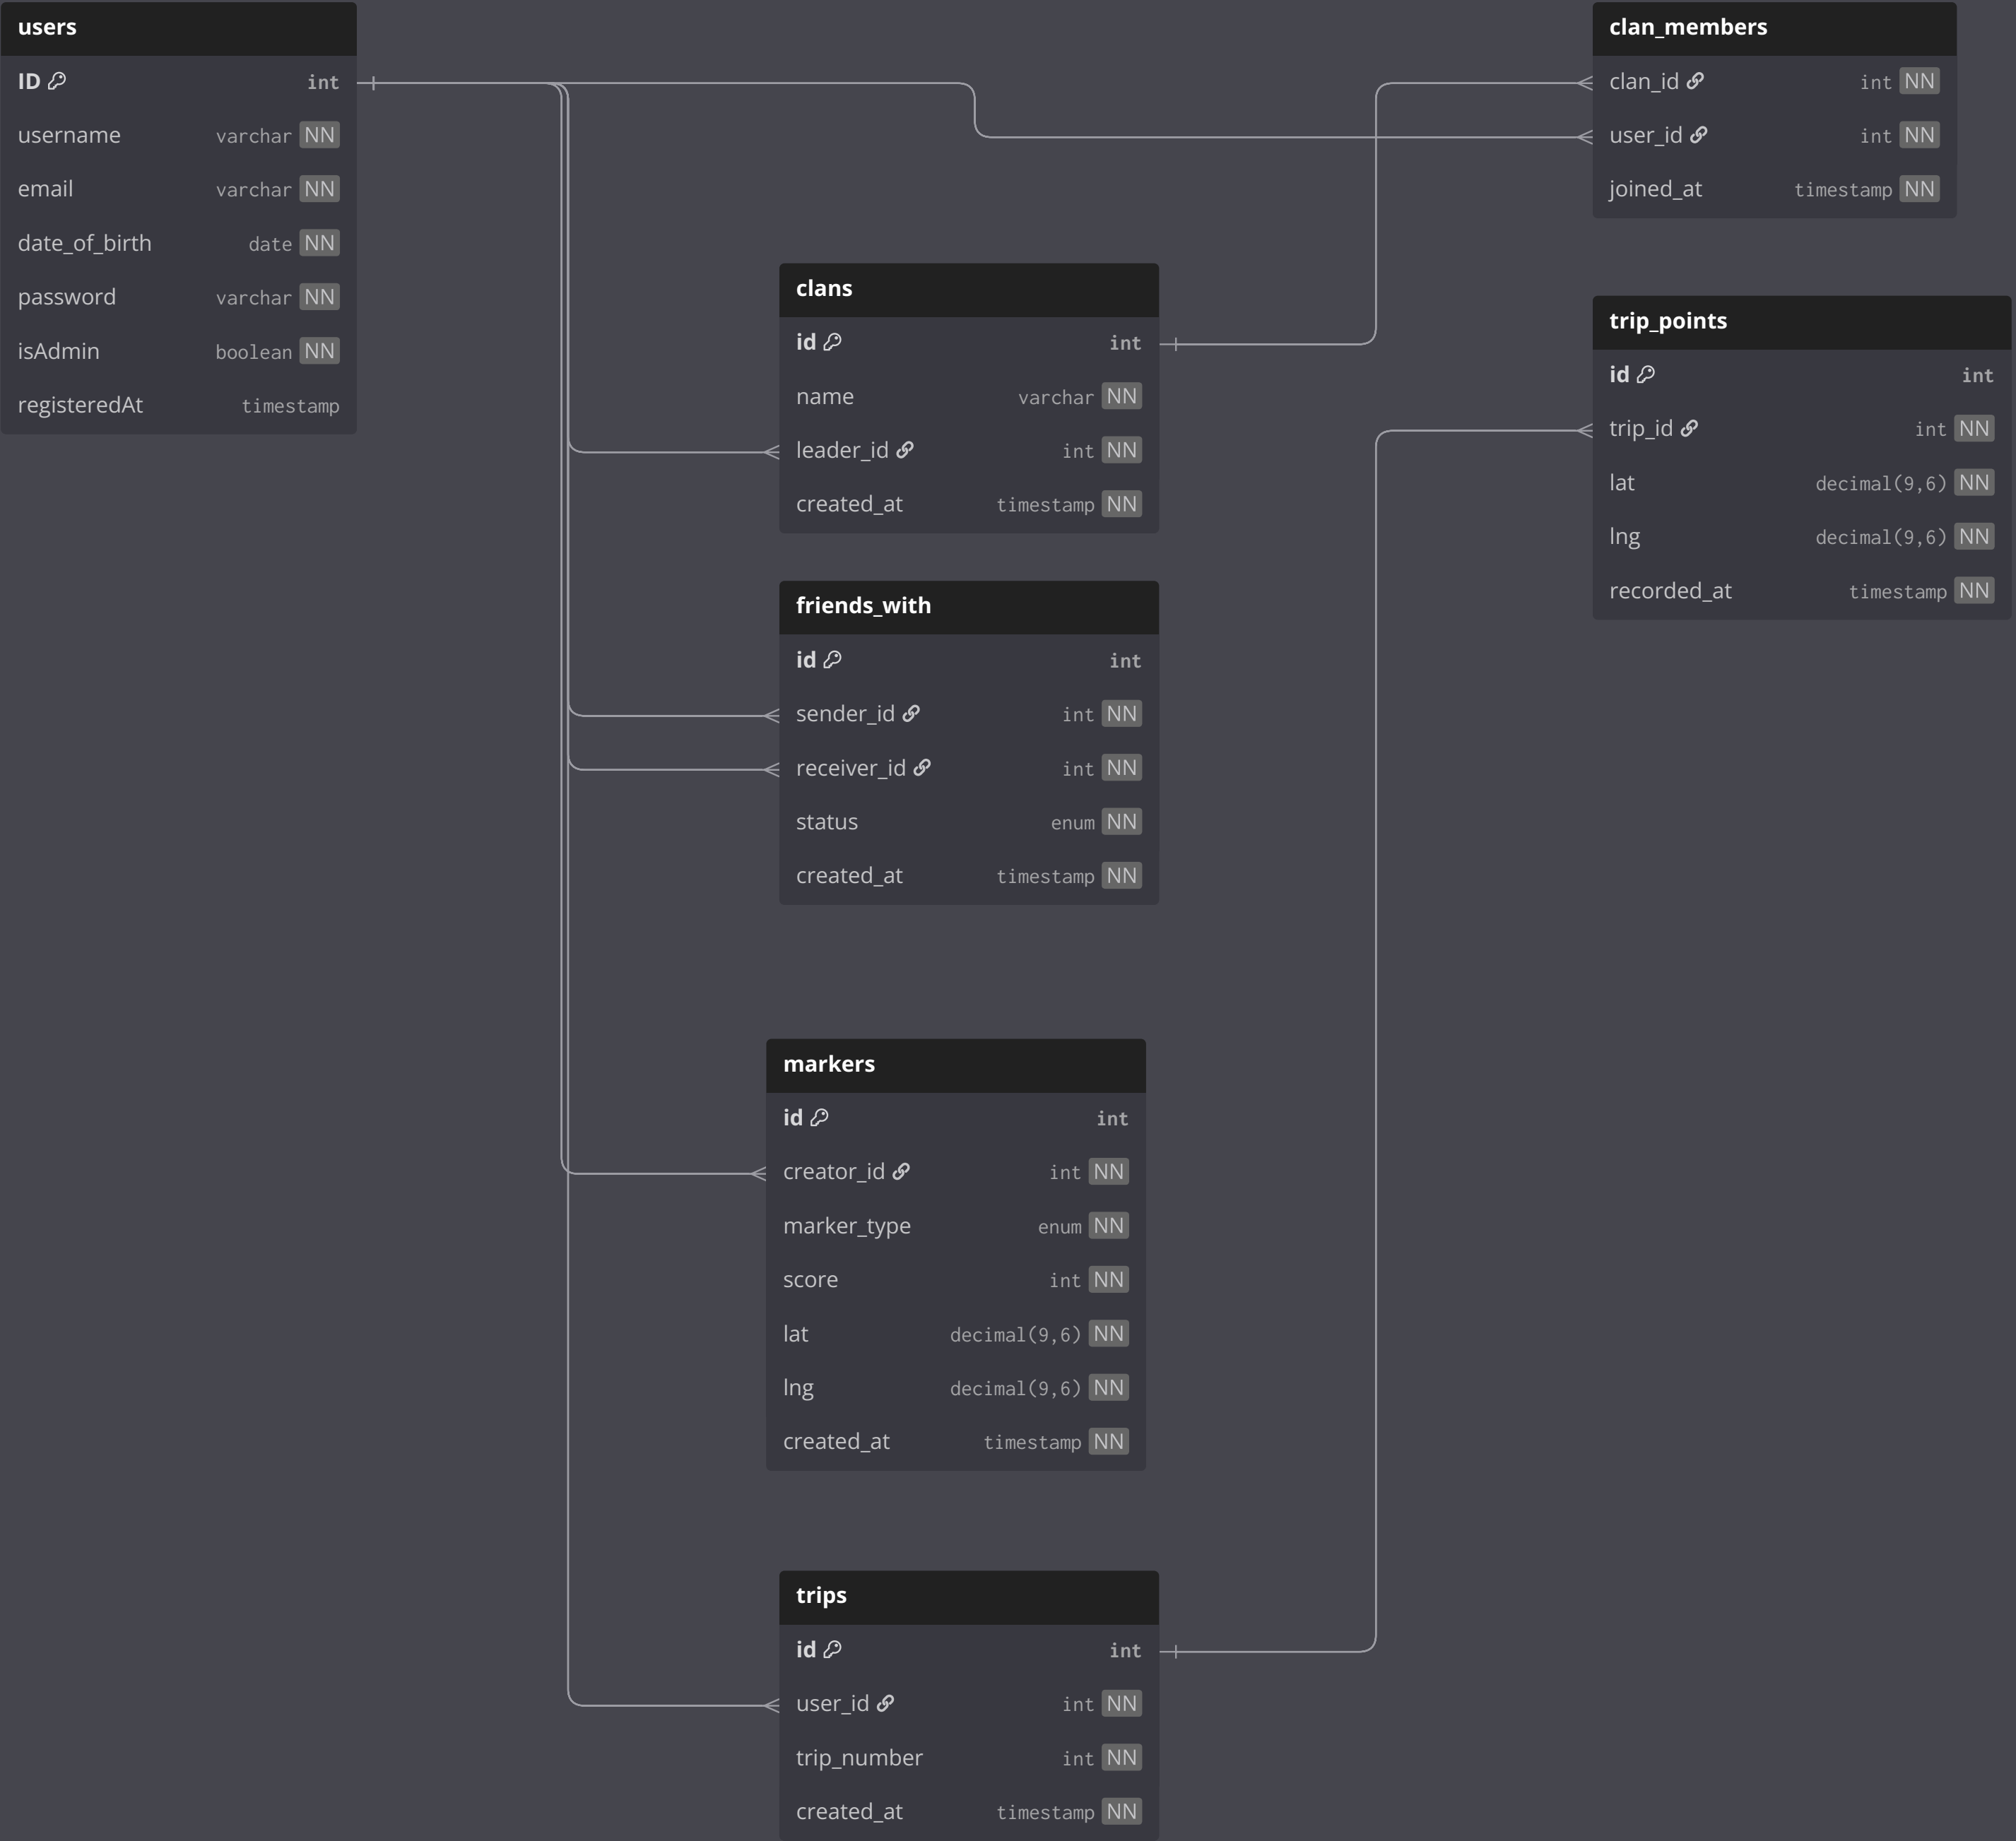 users
ID int
username varchar NN
email varchar NN
date_of_birth date NN
password varchar NN
isAdmin boolean NN
registeredAt timestamp
clan_members
clan_id int NN
user_id int NN
joined_at timestamp NN
clans
id int
name varchar NN
leader_id int NN
created_at timestamp NN
trip_points
id int
trip_id int NN
lat decimal(9,6) NN
lng decimal(9,6) NN
recorded_at timestamp NN
friends_with
id int
sender_id int NN
receiver_id int NN
status enum NN
created_at timestamp NN
markers
id int
creator_id int NN
marker_type enum NN
score int NN
lat decimal(9,6) NN
lng decimal(9,6) NN
created_at timestamp NN
trips
id int
user_id int NN
trip_number int NN
created_at timestamp NN